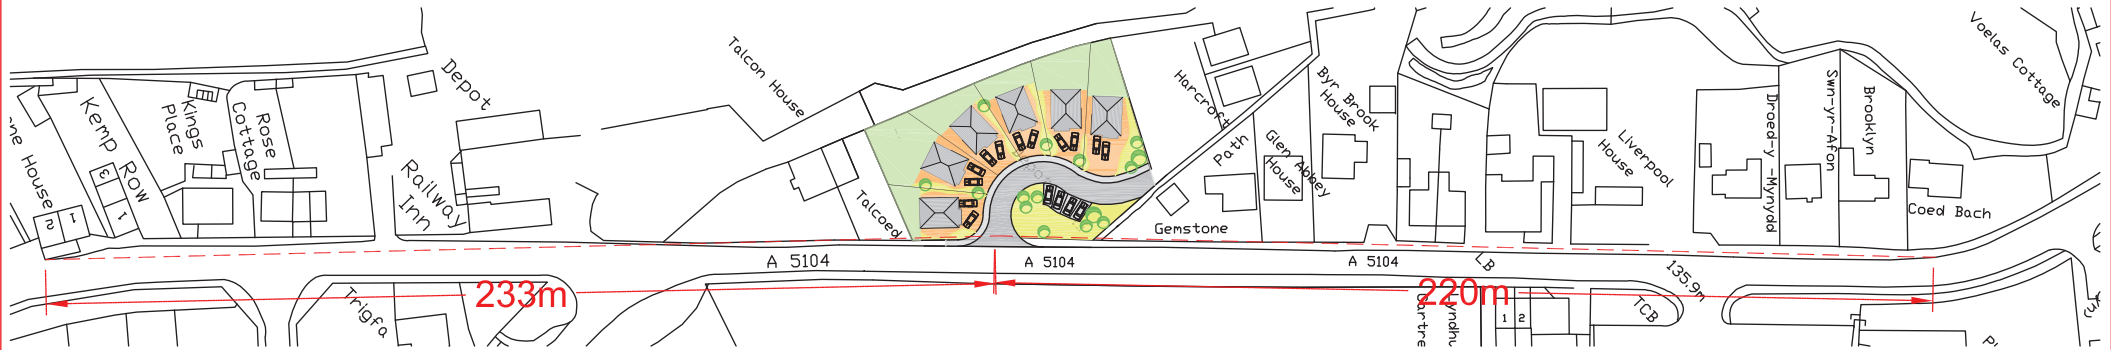 ne House
2
1
Kemp Row
3
1
Kings
Place
Rose
Cottage
Depot
Railway
Inn
Trigfa
Talcon House
Talcoed
Harcroft
Path
Byr Brook
House
Glen Abbey
House
Gemstone
Liverpool
House
Droed-y -Mynydd
Swn-yr-Afon
Brooklyn
Voelas Cottage
Coed Bach
A 5104
A 5104
A 5104
LB
135.9m
TCB
233m
220m
artre
yndhu
1
2